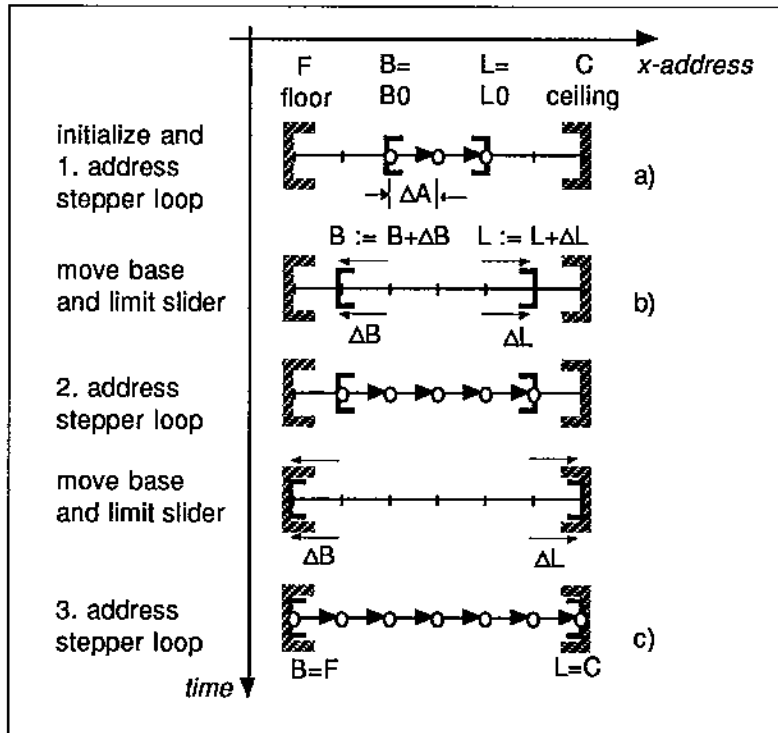 F B= L= C x-address
floor B0 L0 ceiling
initialize and
1. address
stepper loop
a)
ΔA
B := B+ΔB L := L+ΔL
move base
and limit slider
b)
ΔB ΔL
2. address
stepper loop
move base
and limit slider
ΔB ΔL
3. address
stepper loop
c)
B=F L=C
time